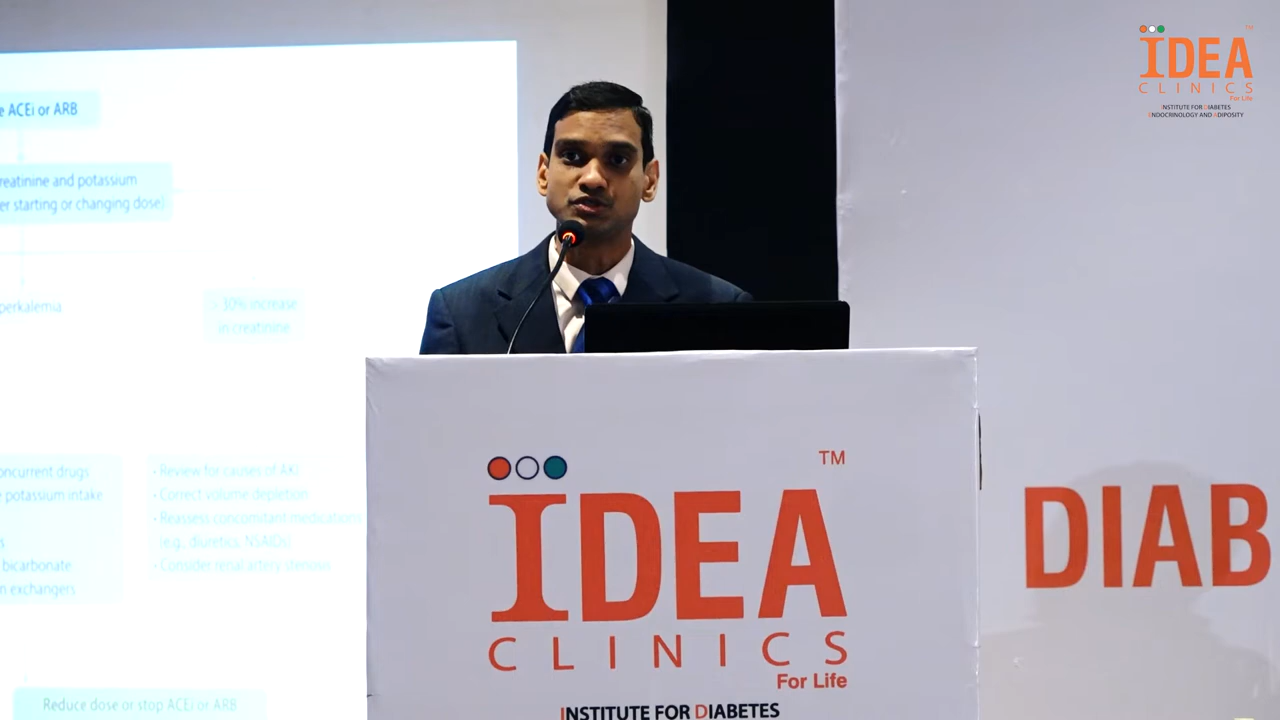 e ACEi or ARB
reatinine and potassium
er starting or changing dose)
perkalemia
> 30% increase
in creatinine
oncurrent drugs
e potassium intake
s
bicarbonate
n exchangers
• Review for causes of AKI
• Correct volume depletion
• Reassess concomitant medications
(e.g., diuretics, NSAIDs)
• Consider renal artery stenosis
Reduce dose or stop ACEi or ARB
TM
IDEA
CLINICS
For Life
INSTITUTE FOR DIABETES
TM
IDEA
CLINICS
For Life
INSTITUTE FOR DIABETES
ENDOCRINOLOGY AND ADIPOSITY
DIAB